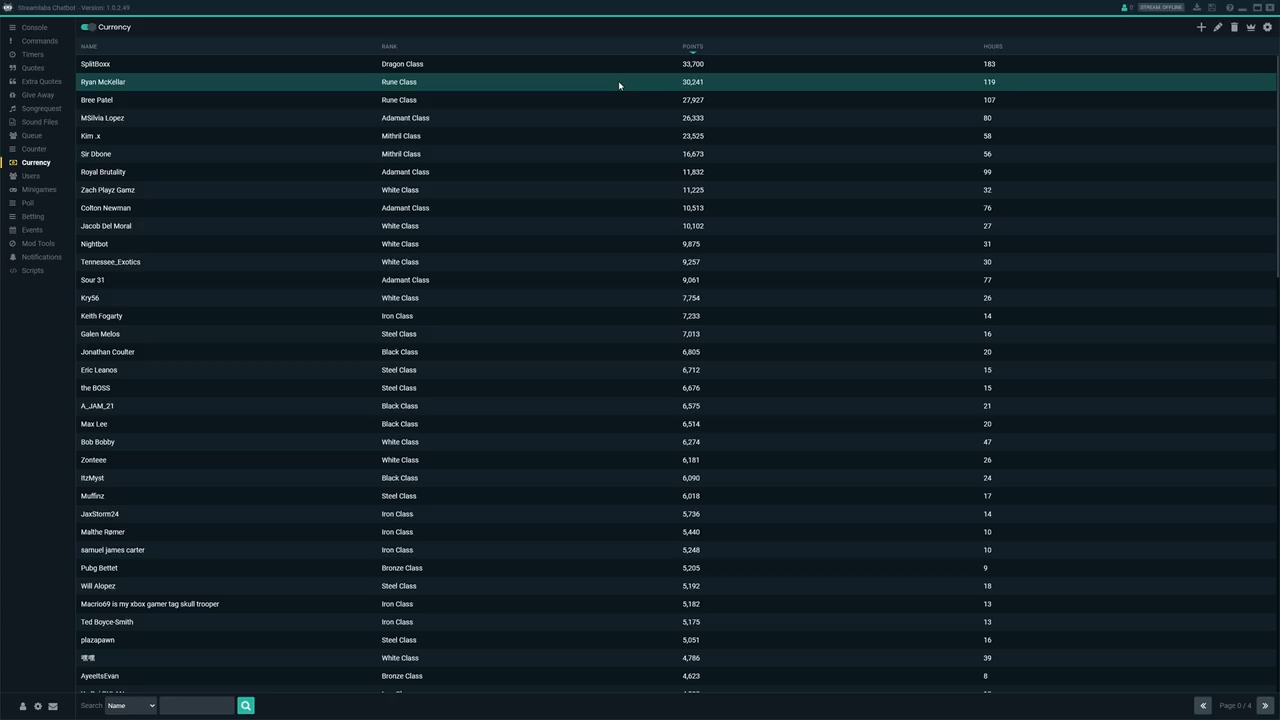 Streamlabs Chatbot - Version: 1.0.2.49
0 STREAM: OFFLINE
Console
Commands
Timers
Quotes
Extra Quotes
Give Away
Songrequest
Sound Files
Queue
Counter
Currency
Users
Minigames
Poll
Betting
Events
Mod Tools
Notifications
Scripts
Currency
NAME RANK POINTS HOURS
SplitBoxx Dragon Class 33,700 183
Ryan McKellar Rune Class 30,241 119
Bree Patel Rune Class 27,927 107
MSilvia Lopez Adamant Class 26,333 80
Kim .x Mithril Class 23,525 58
Sir Dbone Mithril Class 16,673 56
Royal Brutality Adamant Class 11,832 99
Zach Playz Gamz White Class 11,225 32
Colton Newman Adamant Class 10,513 76
Jacob Del Moral White Class 10,102 27
Nightbot White Class 9,875 31
Tennessee_Exotics White Class 9,257 30
Sour 31 Adamant Class 9,061 77
Kry56 White Class 7,754 26
Keith Fogarty Iron Class 7,233 14
Galen Melos Steel Class 7,013 16
Jonathan Coulter Black Class 6,805 20
Eric Leanos Steel Class 6,712 15
the BOSS Steel Class 6,676 15
A_JAM_21 Black Class 6,575 21
Max Lee Black Class 6,514 20
Bob Bobby White Class 6,274 47
Zonteee White Class 6,181 26
ItzMyst Black Class 6,090 24
Muffinz Steel Class 6,018 17
JaxStorm24 Iron Class 5,736 14
Malthe Rømer Iron Class 5,440 10
samuel james carter Iron Class 5,248 10
Pubg Bettet Bronze Class 5,205 9
Will Alopez Steel Class 5,192 18
Macrio69 is my xbox gamer tag skull trooper Iron Class 5,182 13
Ted Boyce-Smith Iron Class 5,175 13
plazapawn Steel Class 5,051 16
嘿嘿 White Class 4,786 39
AyeeItsEvan Bronze Class 4,623 8
Search Name
Page 0 / 4